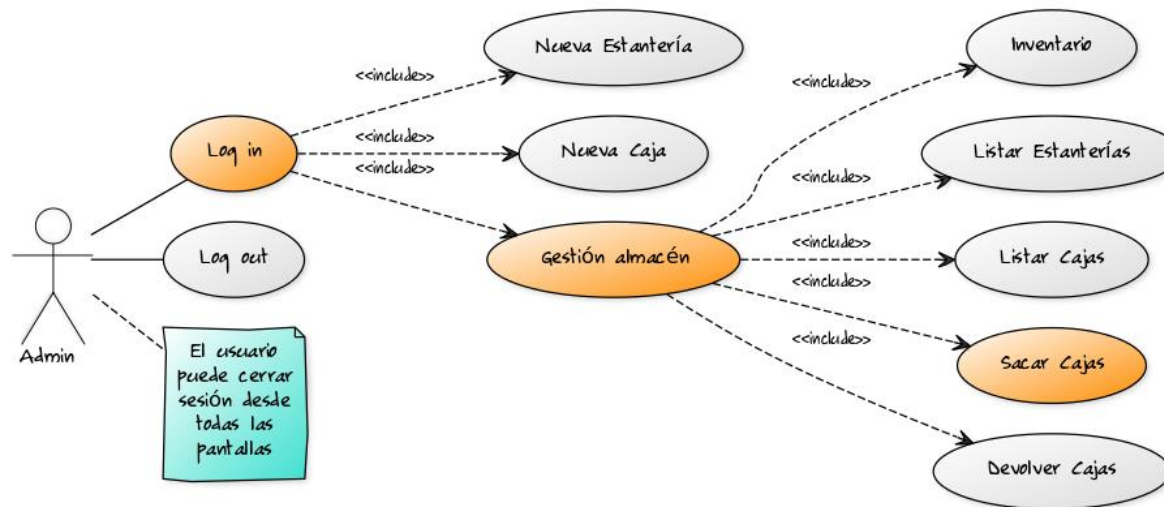 Nueva Estantería
Inventario
<<include>>
<<include>>
Log in
<<include>>
Nueva Caja
Listar Estanterías
<<include>>
<<include>>
Log out
Gestión almacén
<<include>>
Listar Cajas
<<include>>
Admin
El usuario
puede cerrar
sesión desde
todas las
pantallas
<<include>>
Sacar Cajas
Devolver Cajas